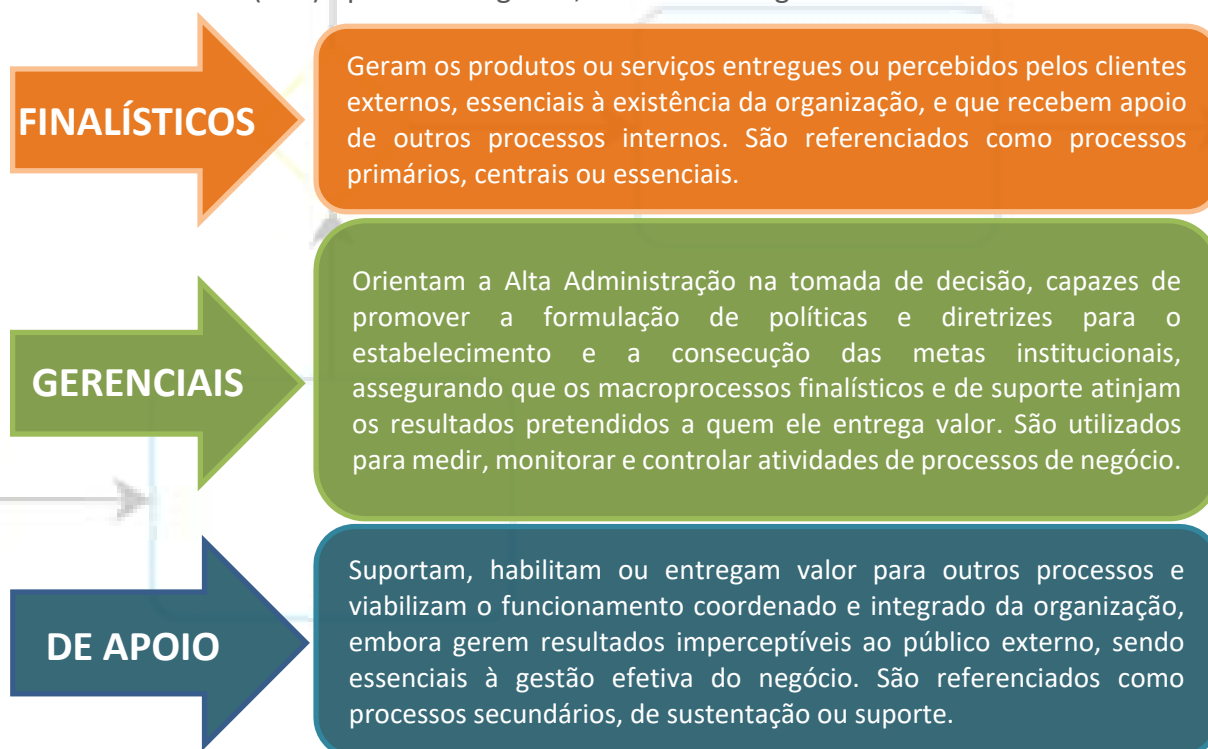 FINALÍSTICOS
Geram os produtos ou serviços entregues ou percebidos pelos clientes
externos, essenciais à existência da organização, e que recebem apoio
de outros processos internos. São referenciados como processos
primários, centrais ou essenciais.
GERENCIAIS
Orientam a Alta Administração na tomada de decisão, capazes de
promover a formulação de políticas e diretrizes para o
estabelecimento e a consecução das metas institucionais,
assegurando que os macroprocessos finalísticos e de suporte atinjam
os resultados pretendidos a quem ele entrega valor. São utilizados
para medir, monitorar e controlar atividades de processos de negócio.
DE APOIO
Suportam, habilitam ou entregam valor para outros processos e
viabilizam o funcionamento coordenado e integrado da organização,
embora gerem resultados imperceptíveis ao público externo, sendo
essenciais à gestão efetiva do negócio. São referenciados como
processos secundários, de sustentação ou suporte.